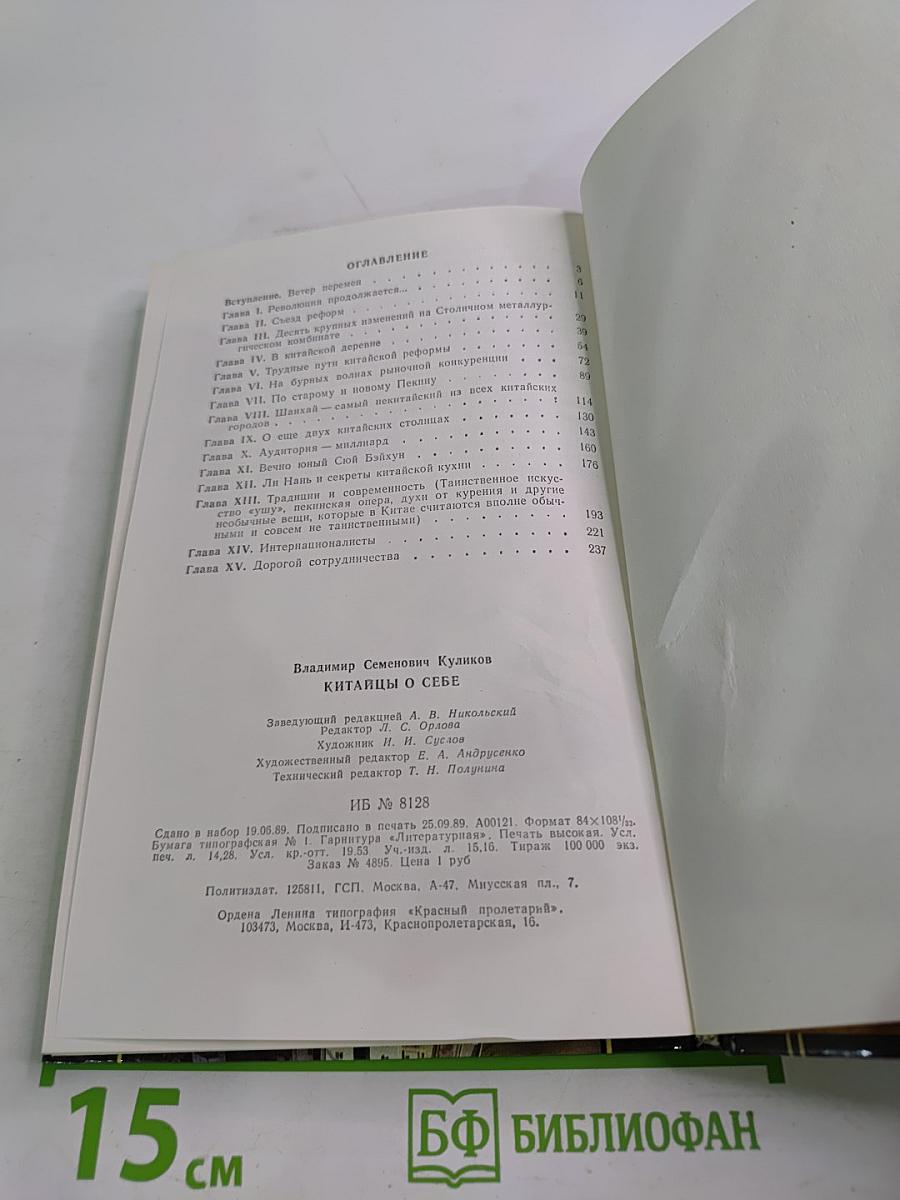 ОГЛАВЛЕНИЕ
Вступление. Ветер перемен . . . . . . . . . . 3
Глава I. Революция продолжается... . . . . . . . . 6
Глава II. Съезд реформ . . . . . . . . . . 11
Глава III. Десять крупных изменений на Столичном металлур-
гическом комбинате . . . . . . . . . . 29
Глава IV. В китайской деревне . . . . . . . . . 39
Глава V. Трудные пути китайской реформы . . . . . . 54
Глава VI. На бурных волнах рыночной конкуренции . . . 72
Глава VII. По старому и новому Пекину . . . . . . 89
Глава VIII. Шанхай — самый некитайский из всех китайских
городов . . . . . . . . . . . . . 114
Глава IX. О еще двух китайских столицах . . . . . . 130
Глава X. Аудитория — миллиард . . . . . . . . 143
Глава XI. Вечно юный Сюй Бэйхун . . . . . . . . 160
Глава XII. Ли Нань и секреты китайской кухни . . . . . 176
Глава XIII. Традиции и современность (Таинственное искус-
ство «ушу», пекинская опера, духи от курения и другие
необычные вещи, которые в Китае считаются вполне обыч-
ными и совсем не таинственными) . . . . . . . . 193
Глава XIV. Интернационалисты . . . . . . . . . 221
Глава XV. Дорогой сотрудничества . . . . . . . . 237
Владимир Семенович Куликов
КИТАЙЦЫ О СЕБЕ
Заведующий редакцией А. В. Никольский
Редактор Л. С. Орлова
Художник И. И. Суслов
Художественный редактор Е. А. Андрусенко
Технический редактор Т. Н. Полунина
ИБ № 8128
Сдано в набор 19.06.89. Подписано в печать 25.09.89. А00121. Формат 84×108¹/₃₂.
Бумага типографская № 1. Гарнитура «Литературная». Печать высокая. Усл.
печ. л. 14,28. Усл. кр.-отт. 19,53. Уч.-изд. л. 15,16. Тираж 100 000 экз.
Заказ № 4895. Цена 1 руб
Политиздат. 125811, ГСП, Москва, А-47, Миусская пл., 7.
Ордена Ленина типография «Красный пролетарий».
103473, Москва, И-473, Краснопролетарская, 16.
15 см
БФ БИБЛИОФАН